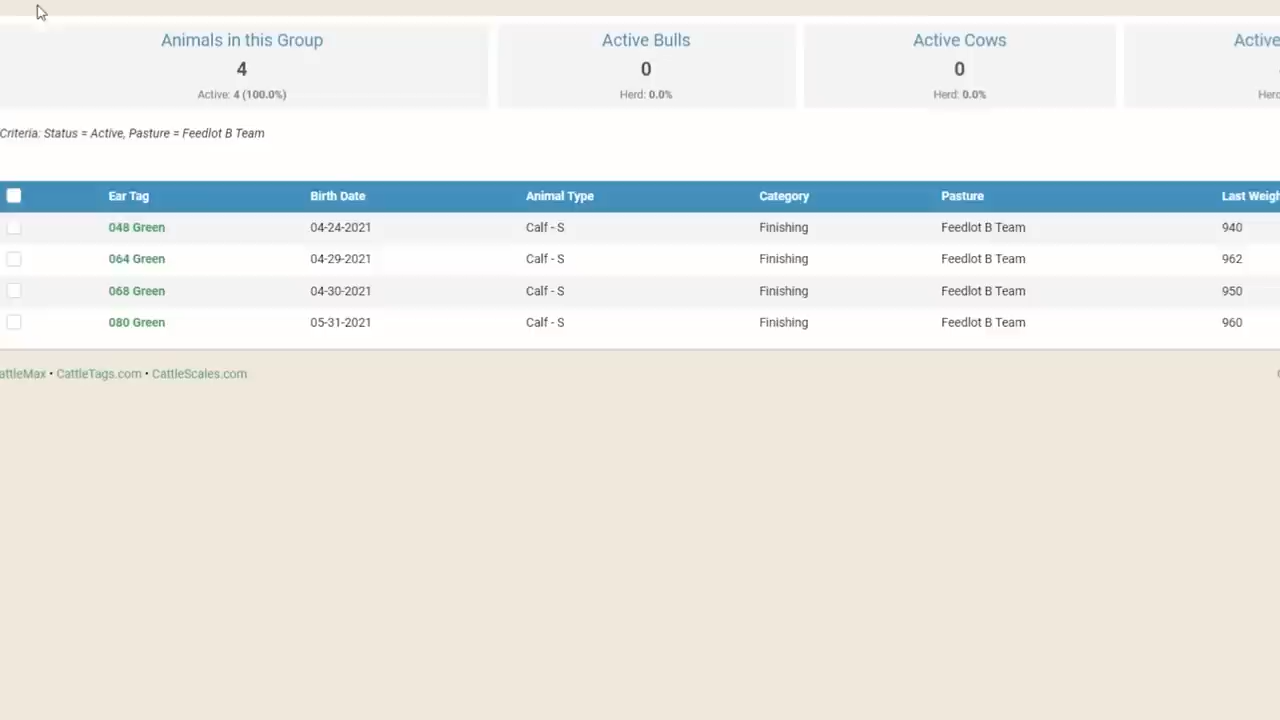 Animals in this Group Active Bulls Active Cows Active
4 0 0
Active: 4 (100.0%) Herd: 0.0% Herd: 0.0%
Criteria: Status = Active, Pasture = Feedlot B Team
Ear Tag Birth Date Animal Type Category Pasture Last
048 Green 04-24-2021 Calf - S Finishing Feedlot B Team 940
064 Green 04-29-2021 Calf - S Finishing Feedlot B Team 962
068 Green 04-30-2021 Calf - S Finishing Feedlot B Team 950
080 Green 05-31-2021 Calf - S Finishing Feedlot B Team 960
attleMax • CattleTags.com • CattleScales.com